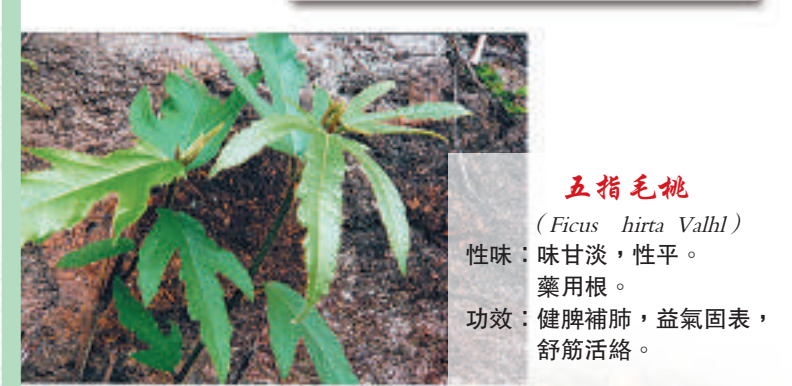 五指毛桃
(Ficus hirta Valhl)
性味：味甘淡，性平。
藥用根。
功效：健脾補肺，益氣固表，
舒筋活絡。